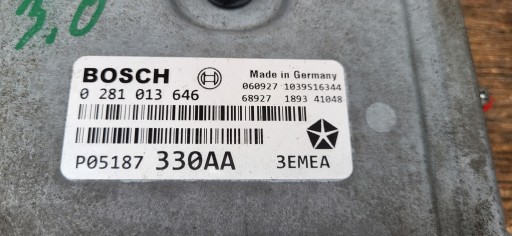 3,0
BOSCH
Made in Germany
0 281 013 646
060927 1039S16344
68927 1893 41048
P05187 330AA 3EMEA